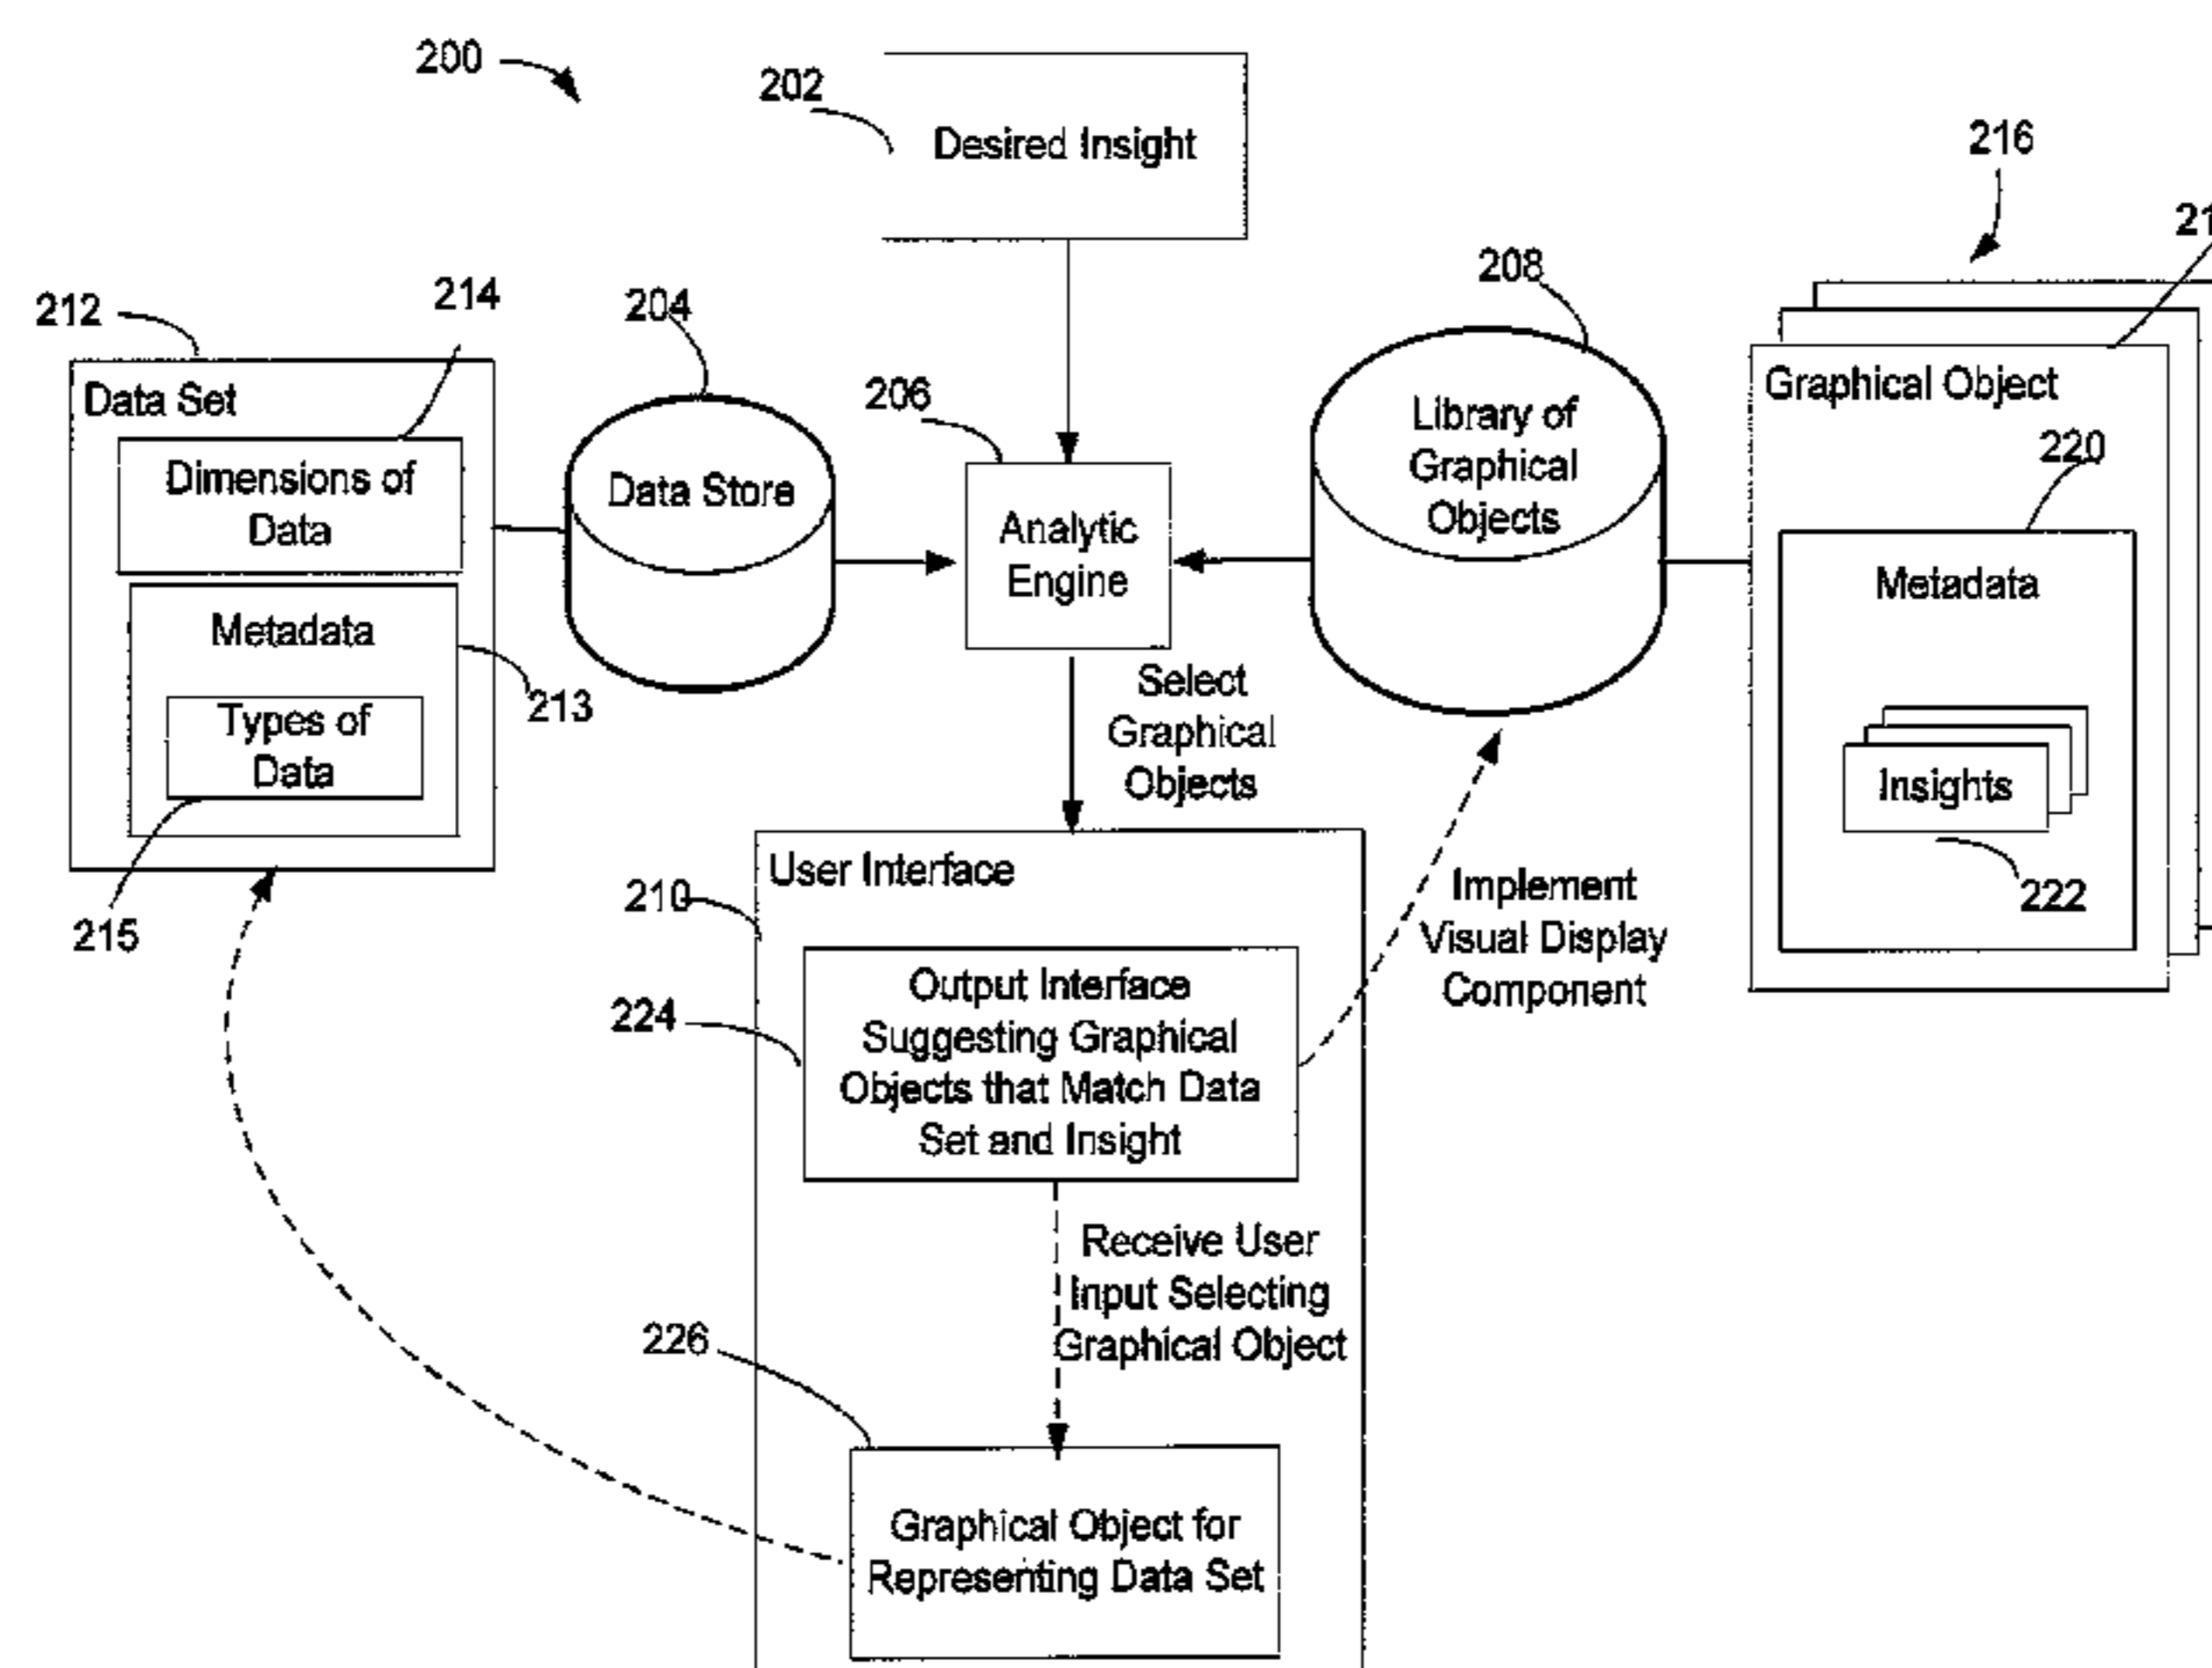 200
202
Desired Insight
216
208
212
214
204
206
Data Set
Dimensions of
Data
Metadata
213
Types of
Data
215
Data Store
Analytic
Engine
Library of
Graphical
Objects
Graphical Object
220
Metadata
Insights
222
Select
Graphical
Objects
User Interface
210
224
Output Interface
Suggesting Graphical
Objects that Match Data
Set and Insight
Implement
Visual Display
Component
Receive User
Input Selecting
Graphical Object
226
Graphical Object for
Representing Data Set